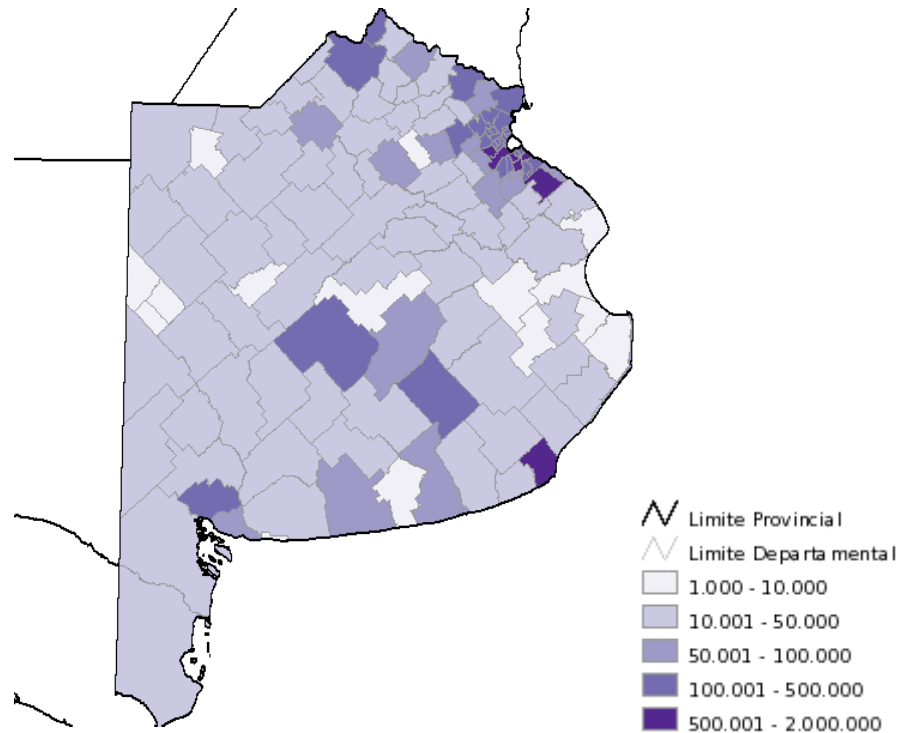 Limite Provincial
Limite Departamental
1.000 - 10.000
10.001 - 50.000
50.001 - 100.000
100.001 - 500.000
500.001 - 2.000.000